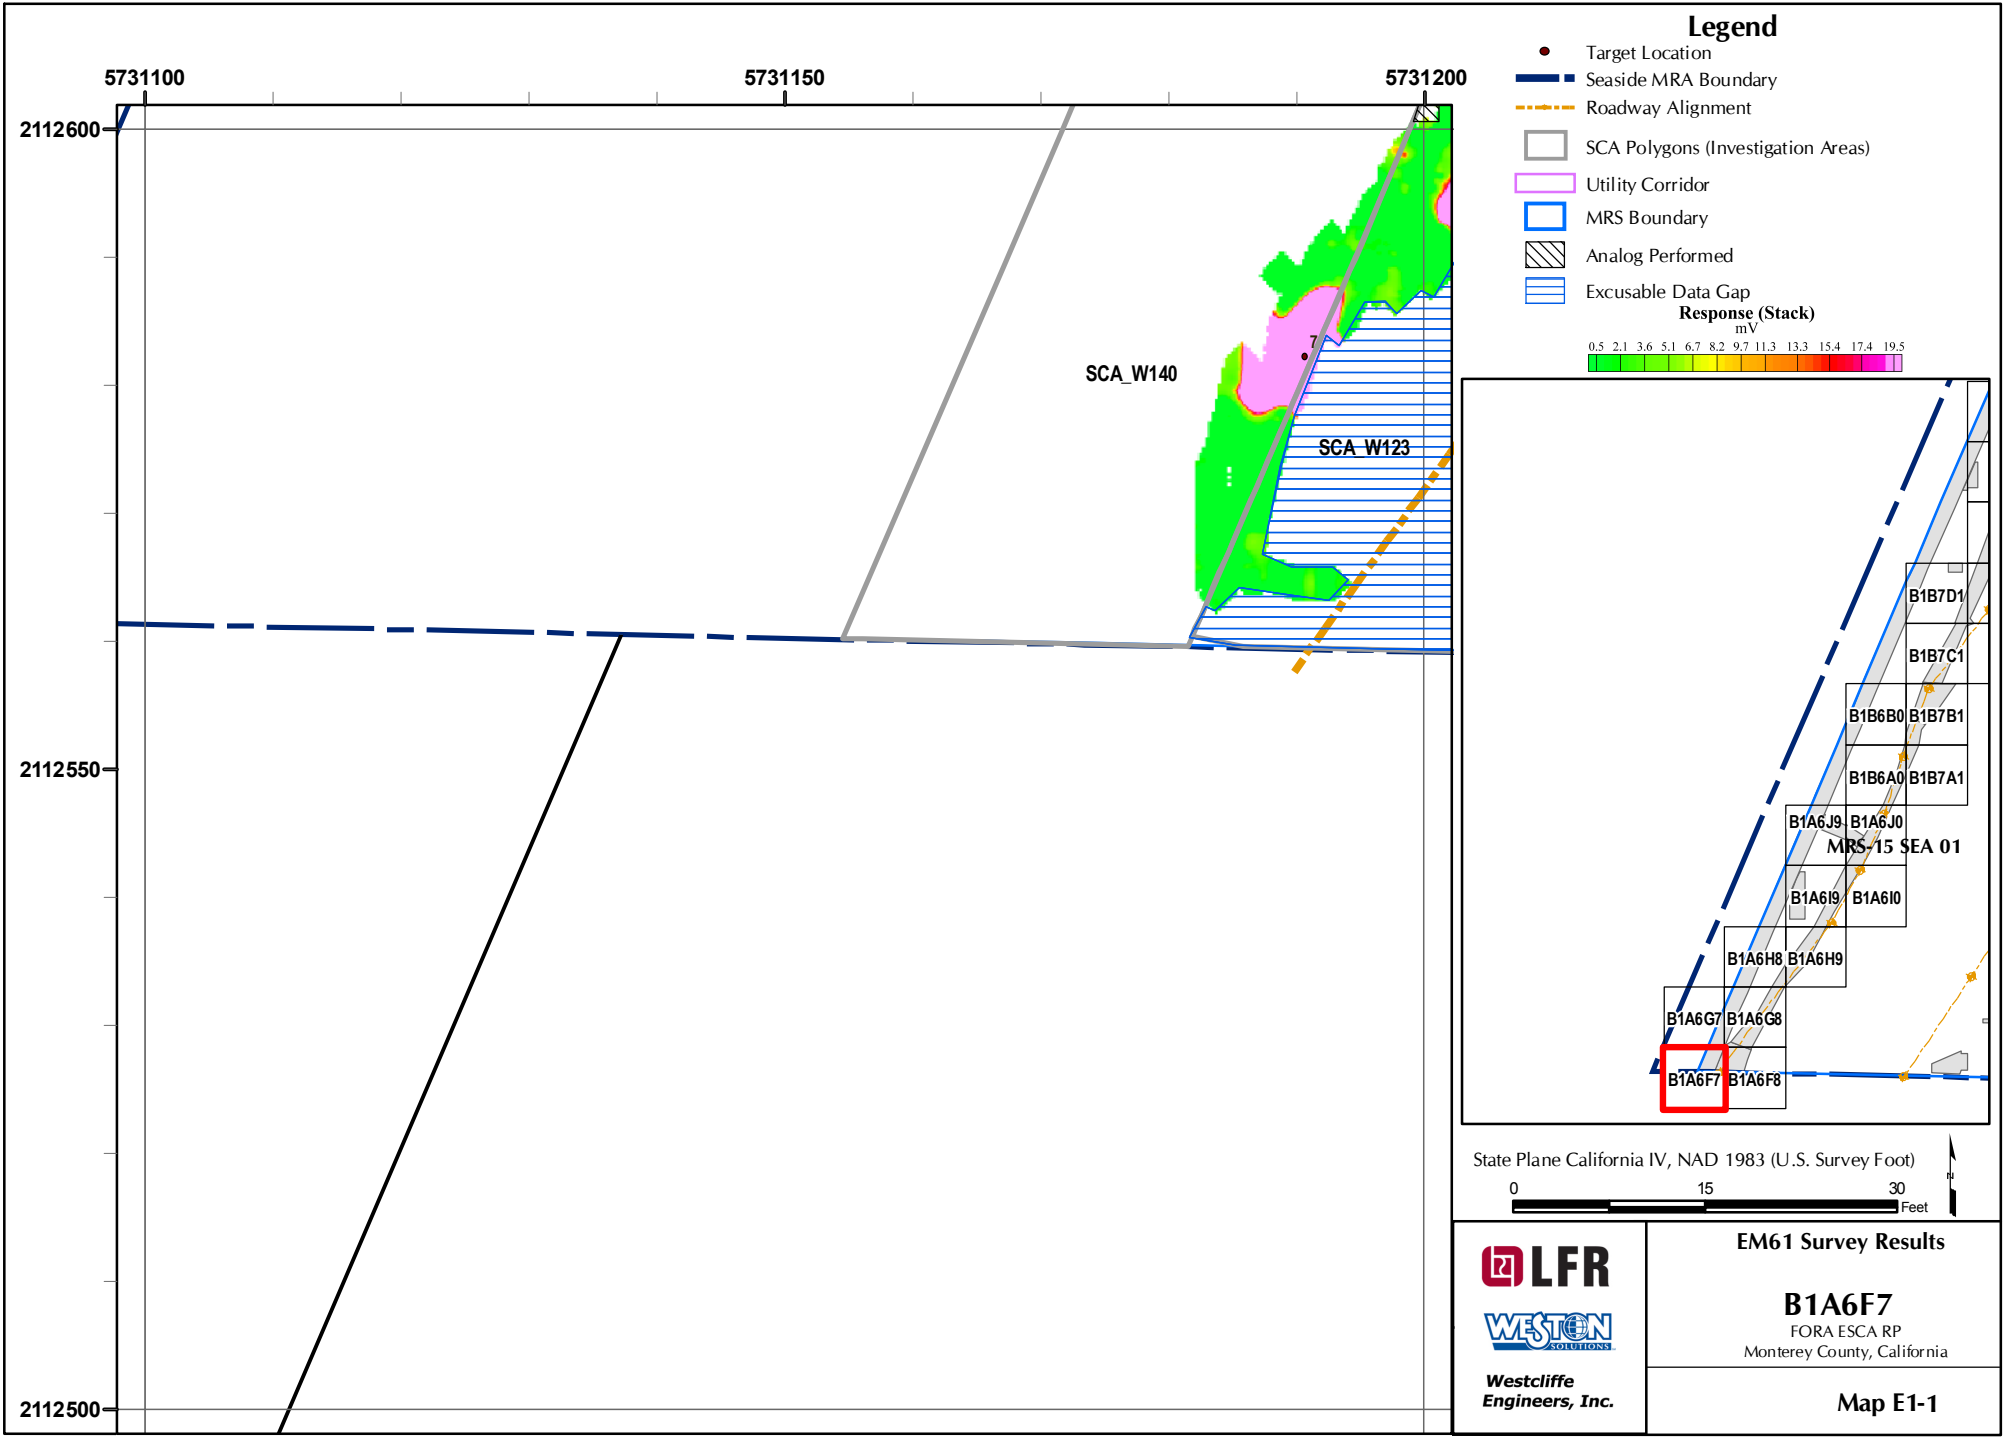 5731100
5731150
5731200
2112600
2112550
2112500
SCA_W140
7
SCA_W123
Legend
Target Location
Seaside MRA Boundary
Roadway Alignment
SCA Polygons (Investigation Areas)
Utility Corridor
MRS Boundary
Analog Performed
Excusable Data Gap
Response (Stack)
mV
0.5 2.1 3.6 5.1 6.7 8.2 9.7 11.3 13.3 15.4 17.4 19.5
B1B7D1
B1B7C1
B1B6B0 B1B7B1
B1B6A0 B1B7A1
B1A6J9 B1A6J0
MRS-15 SEA 01
B1A6I9 B1A6I0
B1A6H8 B1A6H9
B1A6G7 B1A6G8
B1A6F7 B1A6F8
State Plane California IV, NAD 1983 (U.S. Survey Foot)
N
0 15 30
Feet
LFR
WESTON
SOLUTIONS
Westcliffe
Engineers, Inc.
EM61 Survey Results
B1A6F7
FORA ESCA RP
Monterey County, California
Map E1-1